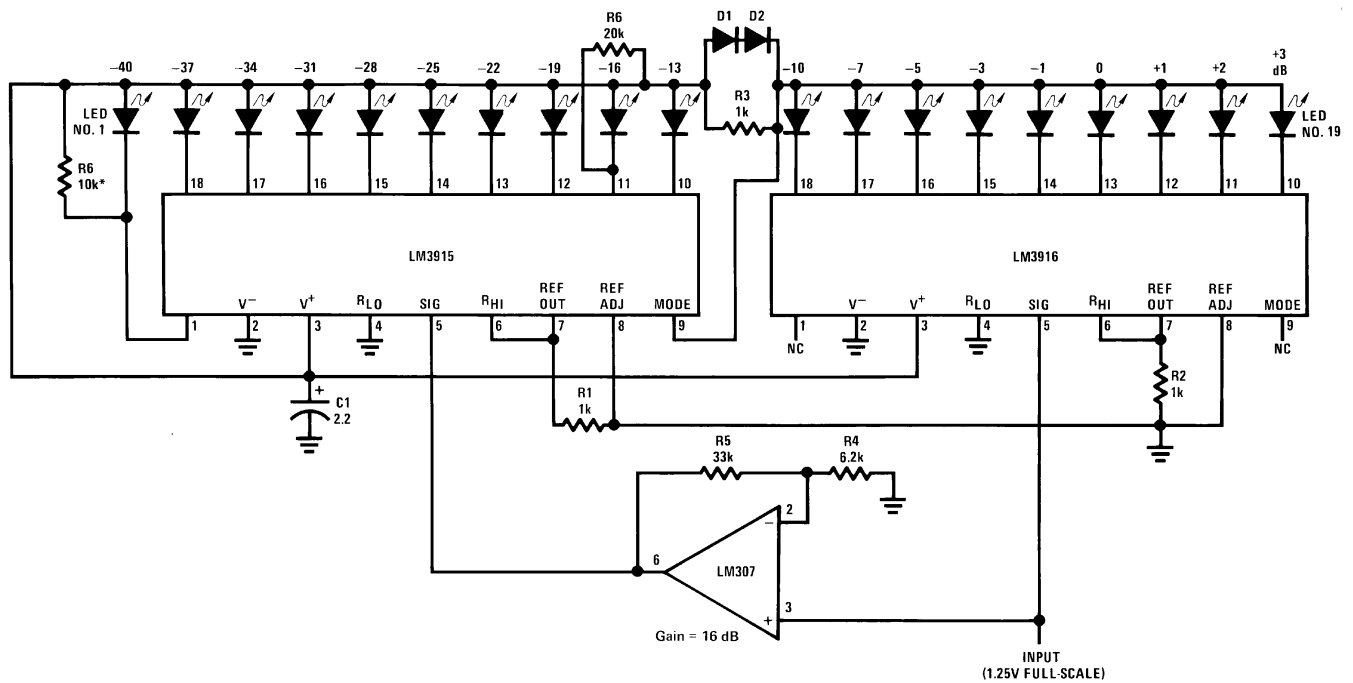 R6
20k
D1 D2
−40 −37 −34 −31 −28 −25 −22 −19 −16 −13 −10 −7 −5 −3 −1 0 +1 +2 +3
dB
R3
1k
LED
NO. 1
LED
NO. 19
R6
10k*
18 17 16 15 14 13 12 11 10 18 17 16 15 14 13 12 11 10
LM3915 LM3916
V− V+ RLO SIG RHI REF OUT REF ADJ MODE
V− V+ RLO SIG RHI REF OUT REF ADJ MODE
1 2 3 4 5 6 7 8 9 1 2 3 4 5 6 7 8 9
NC NC
+
C1
2.2
R1
1k
R2
1k
R5
33k
R4
6.2k
2
−
6
LM307
3
+
Gain = 16 dB
INPUT
(1.25V FULL-SCALE)